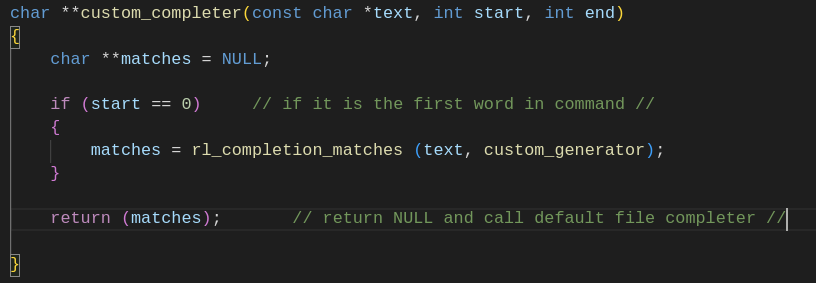 char **custom_completer(const char *text, int start, int end)
{
    char **matches = NULL;
    if (start == 0)     // if it is the first word in command //
    {
        matches = rl_completion_matches (text, custom_generator);
    }
    return (matches);       // return NULL and call default file completer //
}